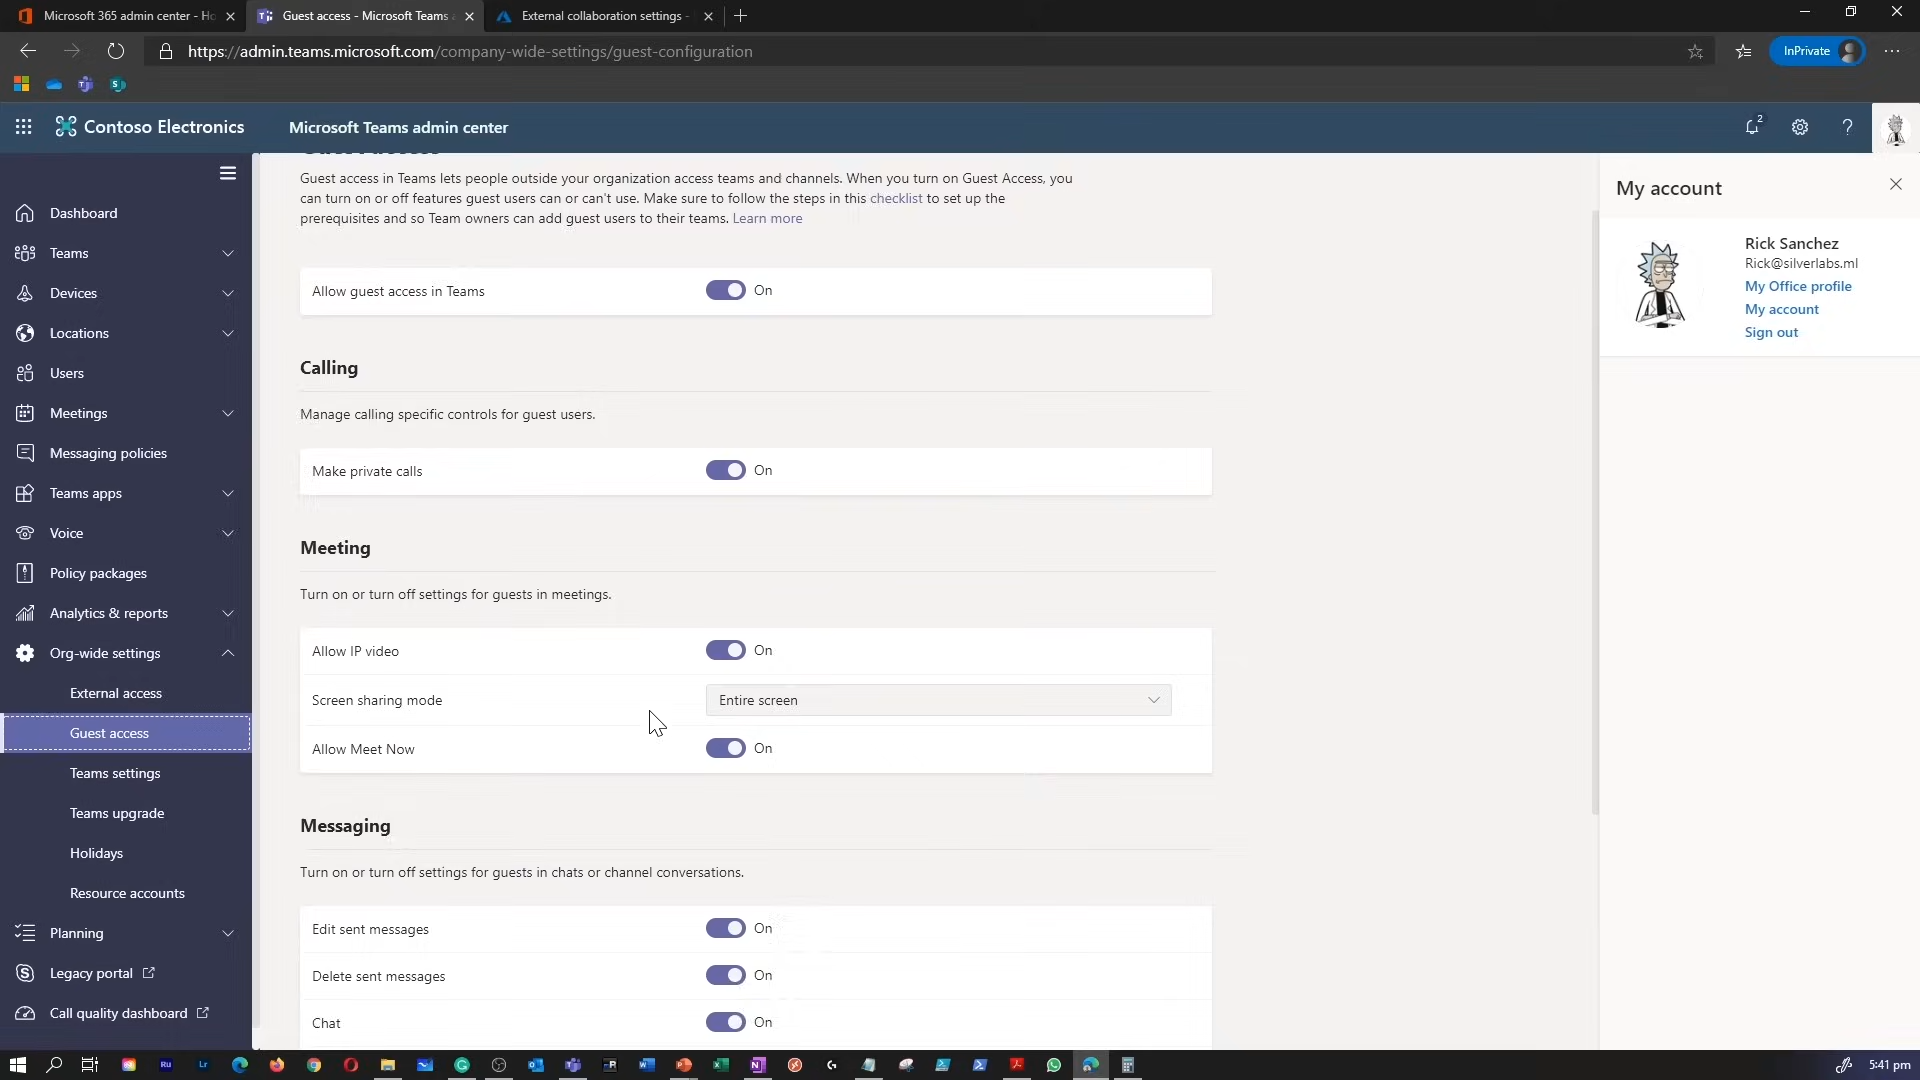 Microsoft 365 admin center - Ho
Guest access - Microsoft Teams a
External collaboration settings -
https://admin.teams.microsoft.com/company-wide-settings/guest-configuration
InPrivate
Contoso Electronics
Microsoft Teams admin center
2
Dashboard
Teams
Devices
Locations
Users
Meetings
Messaging policies
Teams apps
Voice
Policy packages
Analytics & reports
Org-wide settings
External access
Guest access
Teams settings
Teams upgrade
Holidays
Resource accounts
Planning
Legacy portal
Call quality dashboard
Guest access in Teams lets people outside your organization access teams and channels. When you turn on Guest Access, you
can turn on or off features guest users can or can't use. Make sure to follow the steps in this checklist to set up the
prerequisites and so Team owners can add guest users to their teams. Learn more
Allow guest access in Teams On
Calling
Manage calling specific controls for guest users.
Make private calls On
Meeting
Turn on or turn off settings for guests in meetings.
Allow IP video On
Screen sharing mode Entire screen
Allow Meet Now On
Messaging
Turn on or turn off settings for guests in chats or channel conversations.
Edit sent messages On
Delete sent messages On
Chat On
My account
Rick Sanchez
Rick@silverlabs.ml
My Office profile
My account
Sign out
5:41 pm